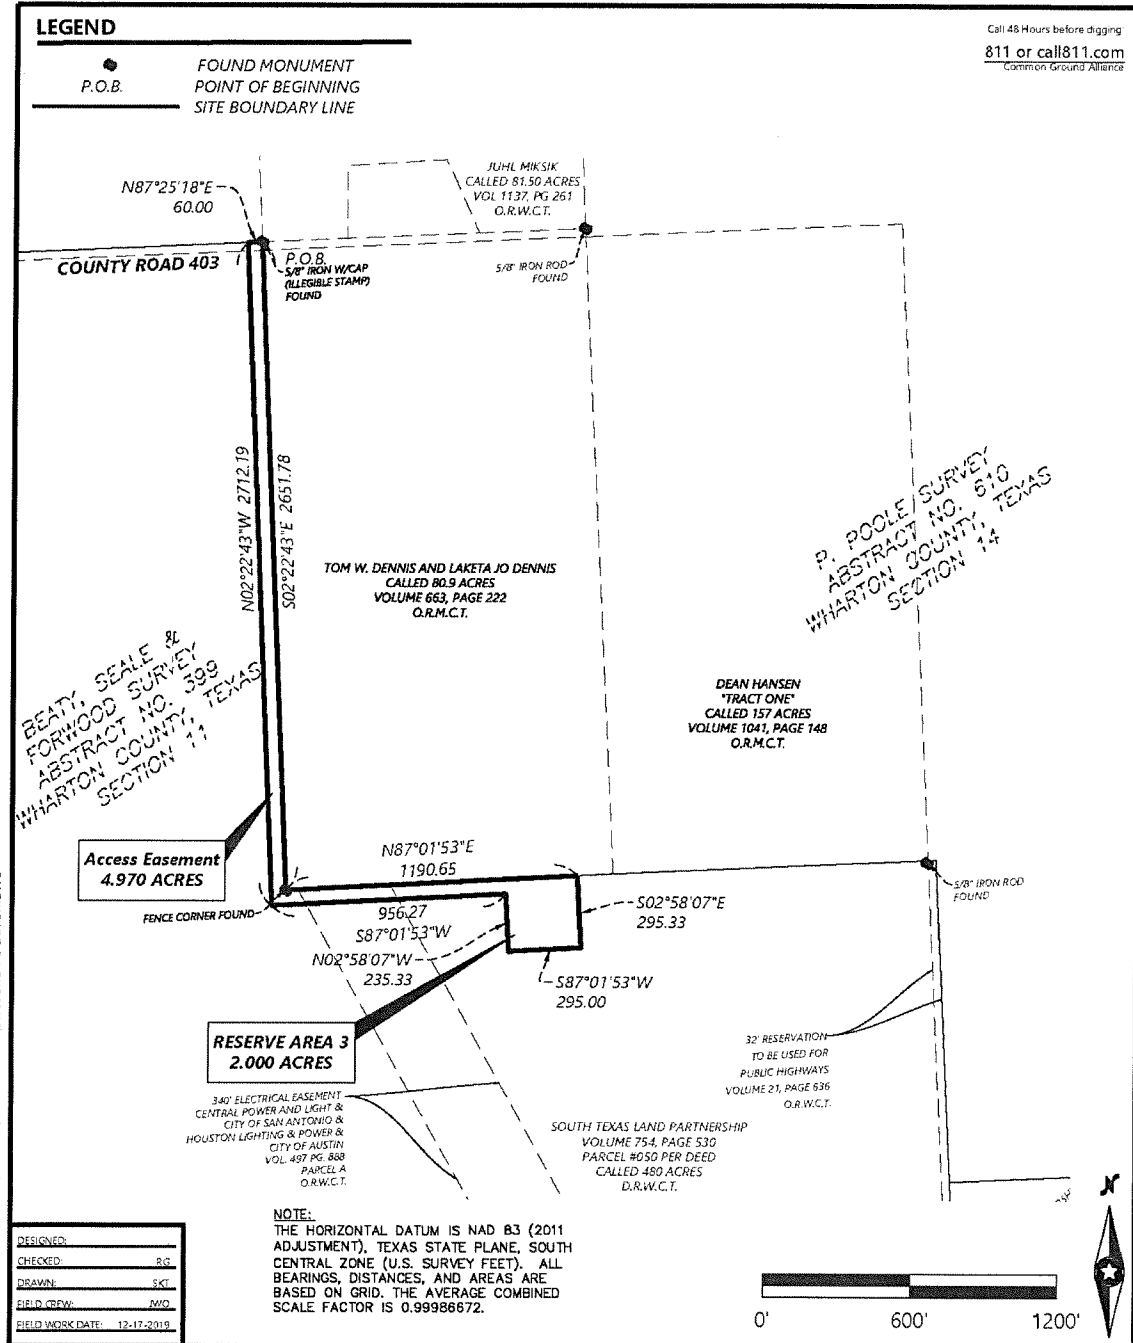 LEGEND
FOUND MONUMENT
P.O.B. POINT OF BEGINNING
SITE BOUNDARY LINE
Call 48 Hours before digging
811 or call811.com
Common Ground Alliance
JUHL MIKSIK
CALLED 81.50 ACRES
VOL 1137, PG 261
O.R.W.C.T.
N87°25'18"E
60.00
COUNTY ROAD 403
P.O.B.
5/8" IRON W/CAP
(ILLEGIBLE STAMP)
FOUND
5/8" IRON ROD
FOUND
N02°22'43"W 2712.19
S02°22'43"E 2651.78
TOM W. DENNIS AND LAKETA JO DENNIS
CALLED 80.9 ACRES
VOLUME 663, PAGE 222
O.R.M.C.T.
P. POOLE SURVEY
ABSTRACT NO. 610
WHARTON COUNTY, TEXAS
SECTION 14
BEATY, SEALE &
FORWOOD SURVEY
ABSTRACT NO. 399
WHARTON COUNTY, TEXAS
SECTION 11
DEAN HANSEN
"TRACT ONE"
CALLED 157 ACRES
VOLUME 1041, PAGE 148
O.R.M.C.T.
Access Easement
4.970 ACRES
N87°01'53"E
1190.65
FENCE CORNER FOUND
956.27
S87°01'53"W
S02°58'07"E
295.33
5/8" IRON ROD
FOUND
N02°58'07"W
235.33
S87°01'53"W
295.00
RESERVE AREA 3
2.000 ACRES
32' RESERVATION
TO BE USED FOR
PUBLIC HIGHWAYS
VOLUME 21, PAGE 636
O.R.W.C.T.
340' ELECTRICAL EASEMENT
CENTRAL POWER AND LIGHT &
CITY OF SAN ANTONIO &
HOUSTON LIGHTING & POWER &
CITY OF AUSTIN
VOL. 497 PG. 888
PARCEL A
O.R.W.C.T.
SOUTH TEXAS LAND PARTNERSHIP
VOLUME 754, PAGE 530
PARCEL #050 PER DEED
CALLED 480 ACRES
D.R.W.C.T.
NOTE:
THE HORIZONTAL DATUM IS NAD 83 (2011
ADJUSTMENT), TEXAS STATE PLANE, SOUTH
CENTRAL ZONE (U.S. SURVEY FEET). ALL
BEARINGS, DISTANCES, AND AREAS ARE
BASED ON GRID. THE AVERAGE COMBINED
SCALE FACTOR IS 0.99986672.
DESIGNED:
CHECKED: RG
DRAWN: SKT
FIELD CREW: JWO
FIELD WORK DATE: 12-17-2019
N
0' 600' 1200'